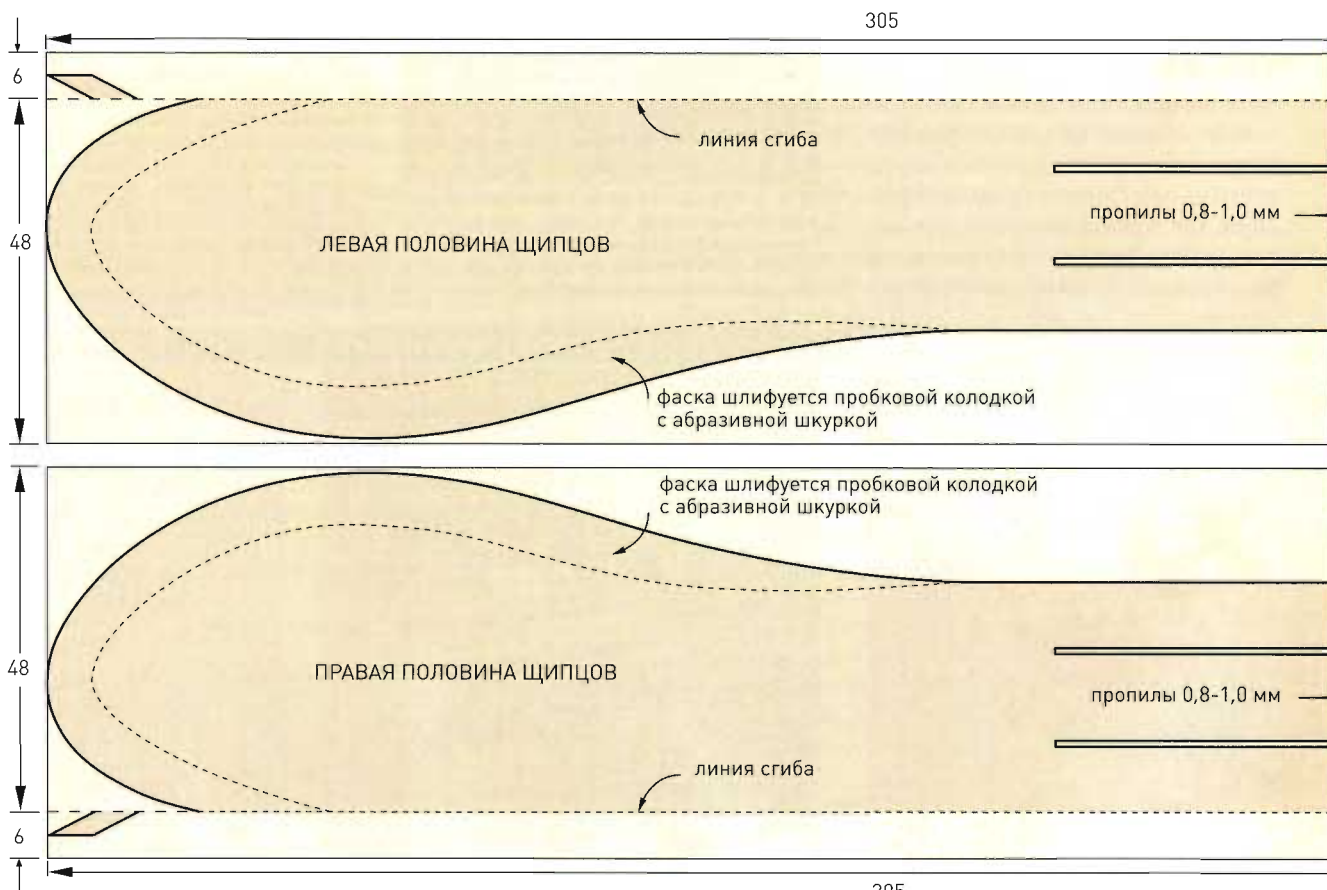 305
6
линия сгиба
пропилы 0,8-1,0 мм
48
ЛЕВАЯ ПОЛОВИНА ЩИПЦОВ
фаска шлифуется пробковой колодкой
с абразивной шкуркой
фаска шлифуется пробковой колодкой
с абразивной шкуркой
48
ПРАВАЯ ПОЛОВИНА ЩИПЦОВ
пропилы 0,8-1,0 мм
линия сгиба
6